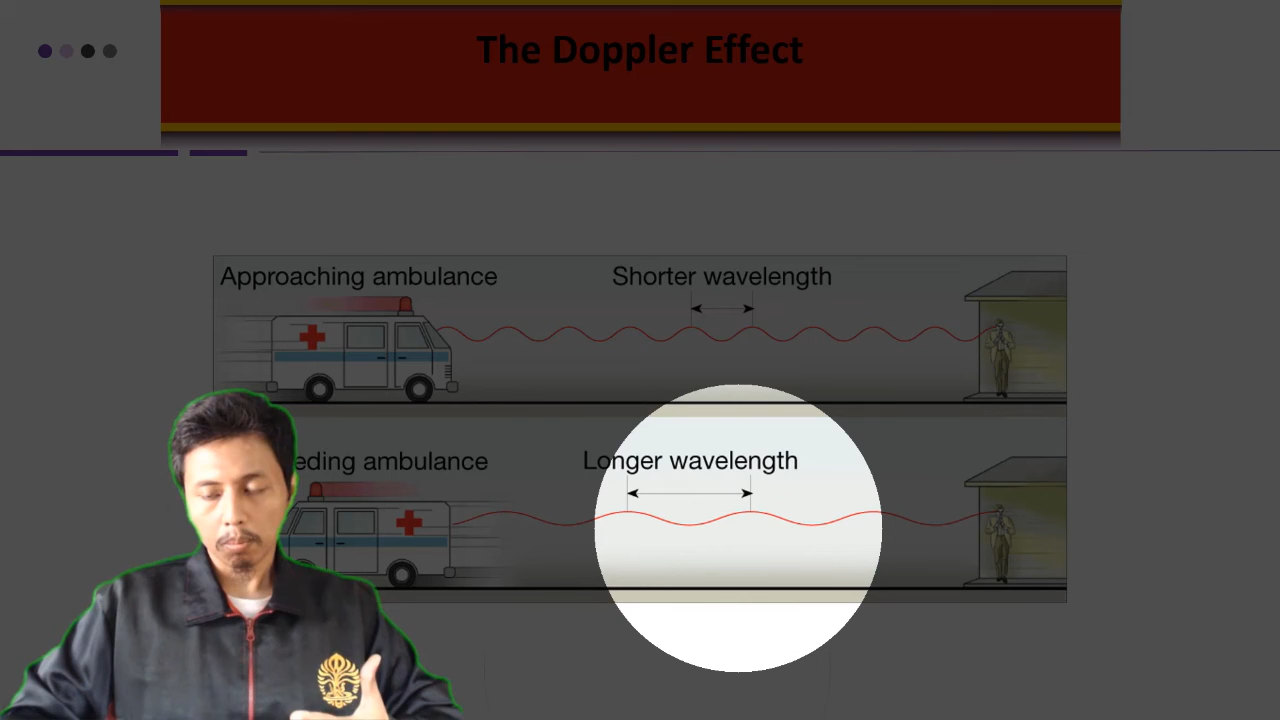 The Doppler Effect
Approaching ambulance Shorter wavelength
eding ambulance Longer wavelength